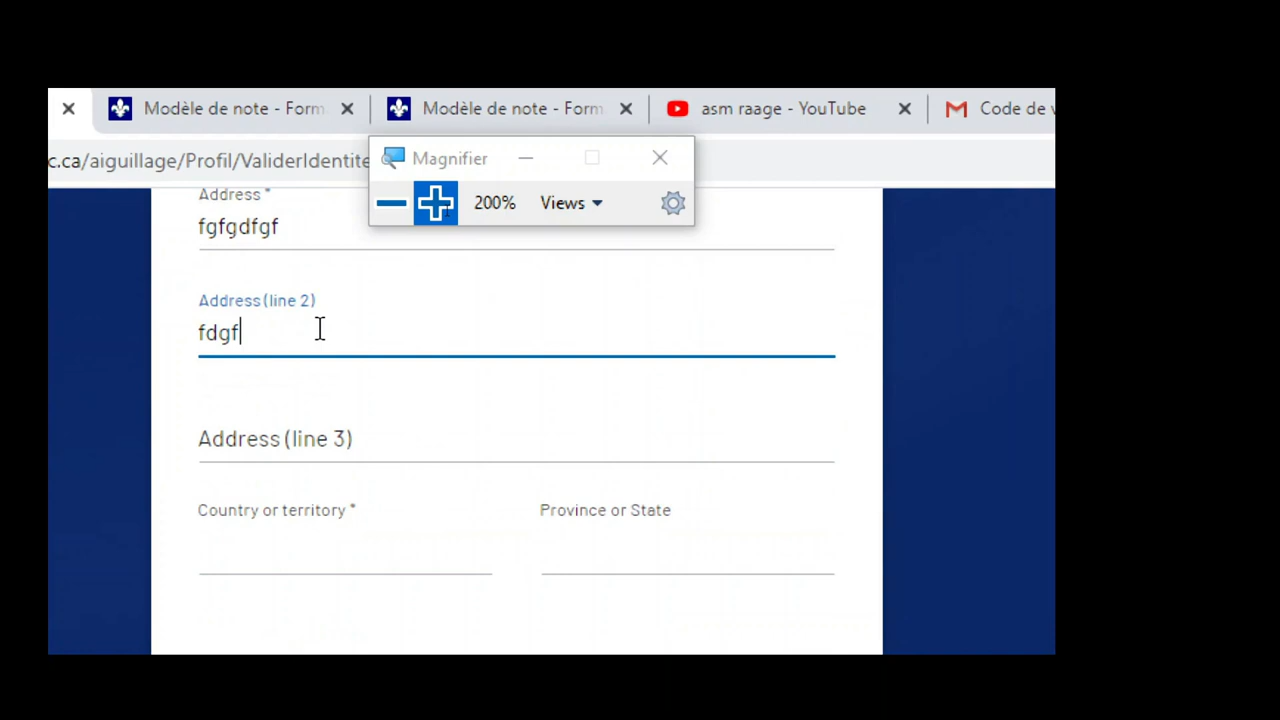 Modèle de note - Form
Modèle de note - Form
asm raage - YouTube
Code de v
c.ca/aiguillage/Profil/ValiderIdentite
Magnifier
200%
Views
Address *
fgfgdfgf
Address (line 2)
fdgf
Address (line 3)
Country or territory *
Province or State